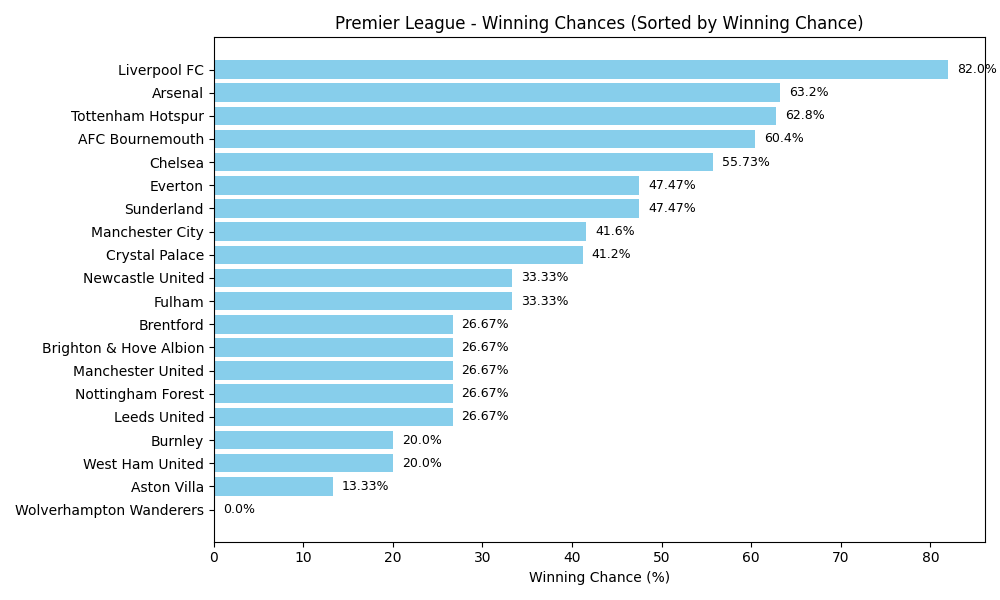 Premier League - Winning Chances (Sorted by Winning Chance)
Liverpool FC 82.0%
Arsenal 63.2%
Tottenham Hotspur 62.8%
AFC Bournemouth 60.4%
Chelsea 55.73%
Everton 47.47%
Sunderland 47.47%
Manchester City 41.6%
Crystal Palace 41.2%
Newcastle United 33.33%
Fulham 33.33%
Brentford 26.67%
Brighton & Hove Albion 26.67%
Manchester United 26.67%
Nottingham Forest 26.67%
Leeds United 26.67%
Burnley 20.0%
West Ham United 20.0%
Aston Villa 13.33%
Wolverhampton Wanderers 0.0%
0 10 20 30 40 50 60 70 80
Winning Chance (%)